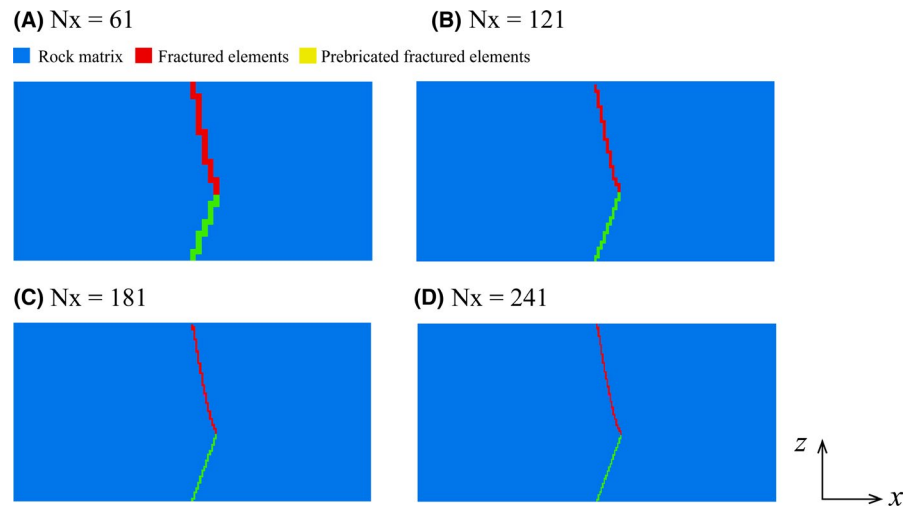 (A) Nx = 61
(B) Nx = 121
Rock matrix Fractured elements Prebricated fractured elements
(C) Nx = 181
(D) Nx = 241
z
x